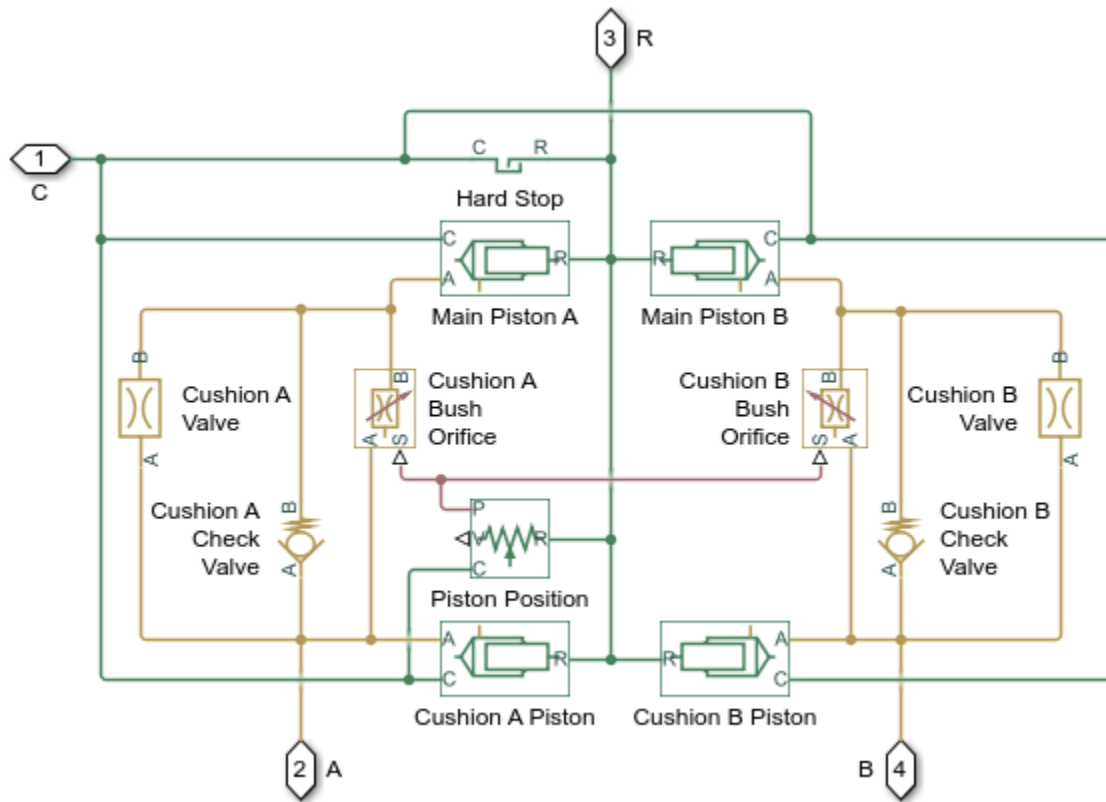 3 R
1
C
C R
Hard Stop
C
A
R
Main Piston A
R
C
A
Main Piston B
B
Cushion A
Valve
A
B
A S
Cushion A
Bush
Orifice
Cushion B
Bush
Orifice
B
S A
Cushion B
Valve
B
A
Cushion A
Check
Valve
B
A
P
V
R
C
Piston Position
B
A
Cushion B
Check
Valve
A
C
R
Cushion A Piston
R
A
C
Cushion B Piston
2 A
B 4